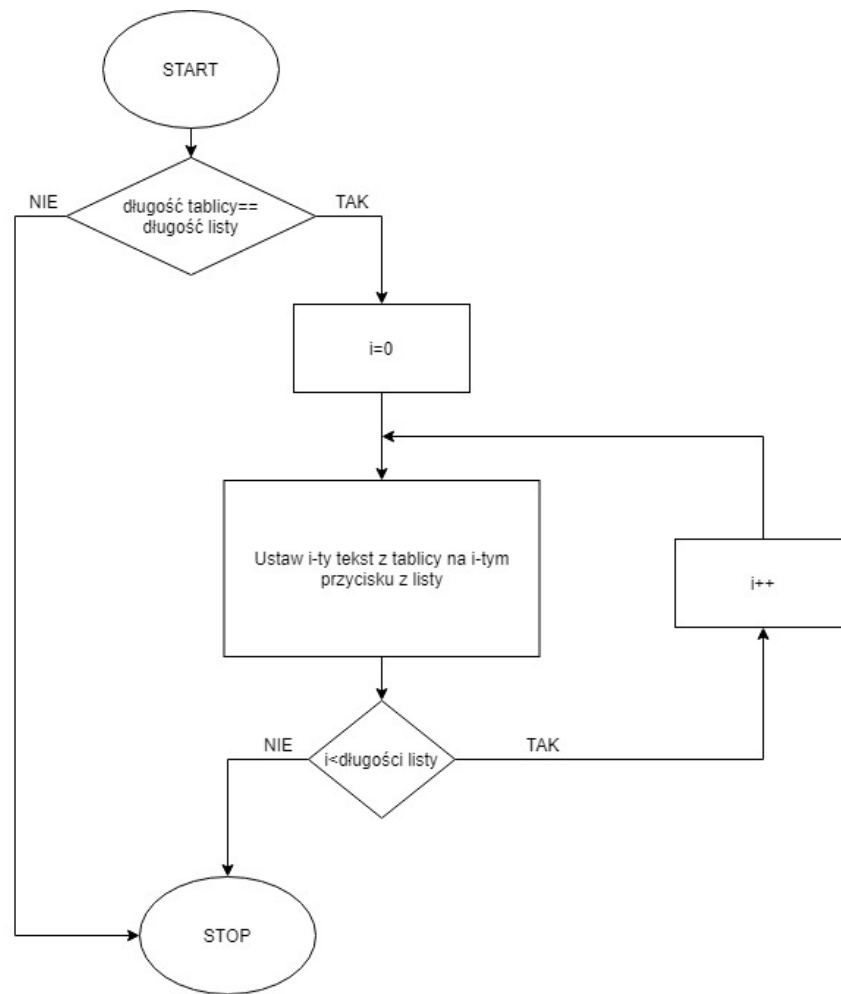 START
NIE
długość tablicy==
długość listy
TAK
i=0
Ustaw i-ty tekst z tablicy na i-tym
przycisku z listy
i++
NIE
i<długości listy
TAK
STOP